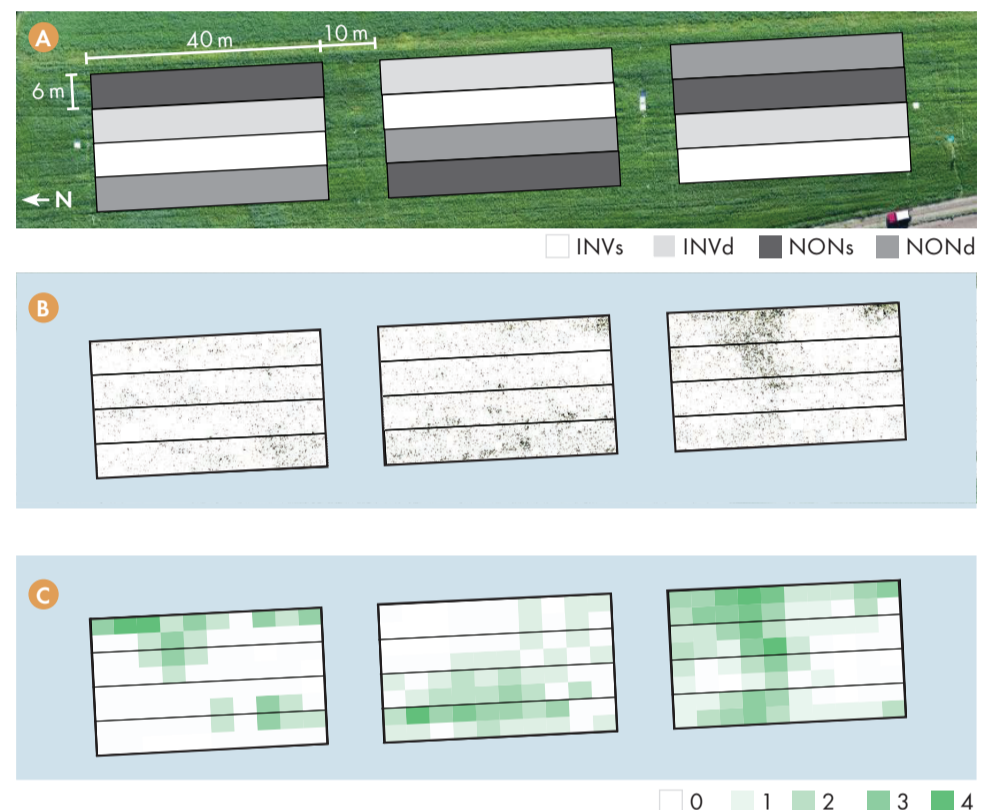 A
40 m
10 m
6 m
N
INVs INVd NONs NONd
B
C
0 1 2 3 4